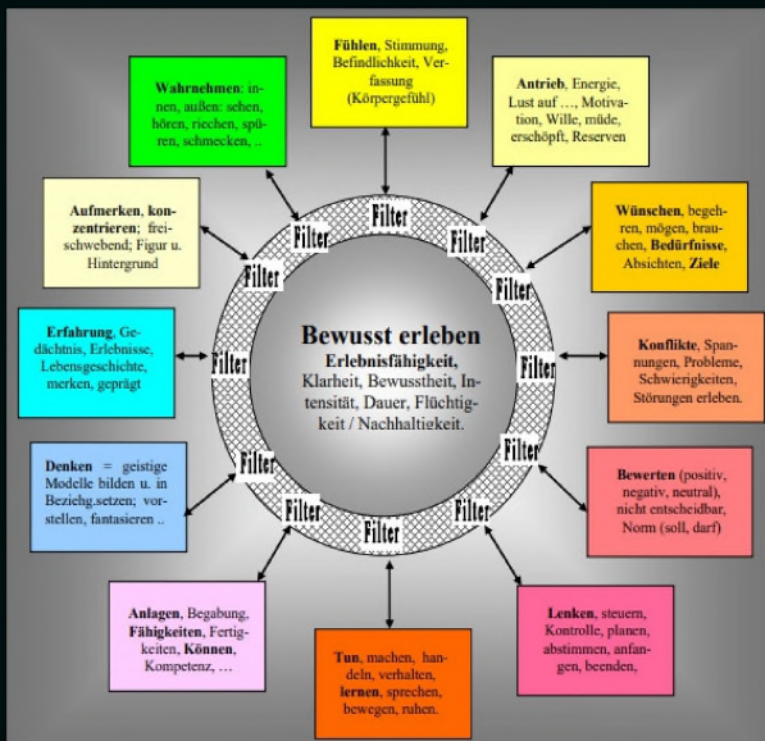 Fühlen, Stimmung,
Befindlichkeit, Ver-
fassung
(Körpergefühl)
Antrieb, Energie,
Lust auf …, Motiva-
tion, Wille, müde,
erschöpft, Reserven
Wünschen, begeh-
ren, mögen, brau-
chen, Bedürfnisse,
Absichten, Ziele
Konflikte, Span-
nungen, Probleme,
Schwierigkeiten,
Störungen erleben.
Bewerten (positiv,
negativ, neutral),
nicht entscheidbar,
Norm (soll, darf)
Lenken, steuern,
Kontrolle, planen,
abstimmen, anfan-
gen, beenden,
Tun, machen, han-
deln, verhalten,
lernen, sprechen,
bewegen, ruhen.
Anlagen, Begabung,
Fähigkeiten, Fertig-
keiten, Können,
Kompetenz, …
Denken = geistige
Modelle bilden u. in
Beziehg.setzen; vor-
stellen, fantasieren ..
Erfahrung, Ge-
dächtnis, Erlebnisse,
Lebensgeschichte,
merken, geprägt
Aufmerken, kon-
zentrieren; frei-
schwebend; Figur u.
Hintergrund
Wahrnehmen: in-
nen, außen: sehen,
hören, riechen, spü-
ren, schmecken, ..
Filter
Filter
Filter
Filter
Filter
Filter
Filter
Filter
Filter
Filter
Filter
Filter
Bewusst erleben
Erlebnisfähigkeit,
Klarheit, Bewusstheit, In-
tensität, Dauer, Flüchtig-
keit / Nachhaltigkeit.